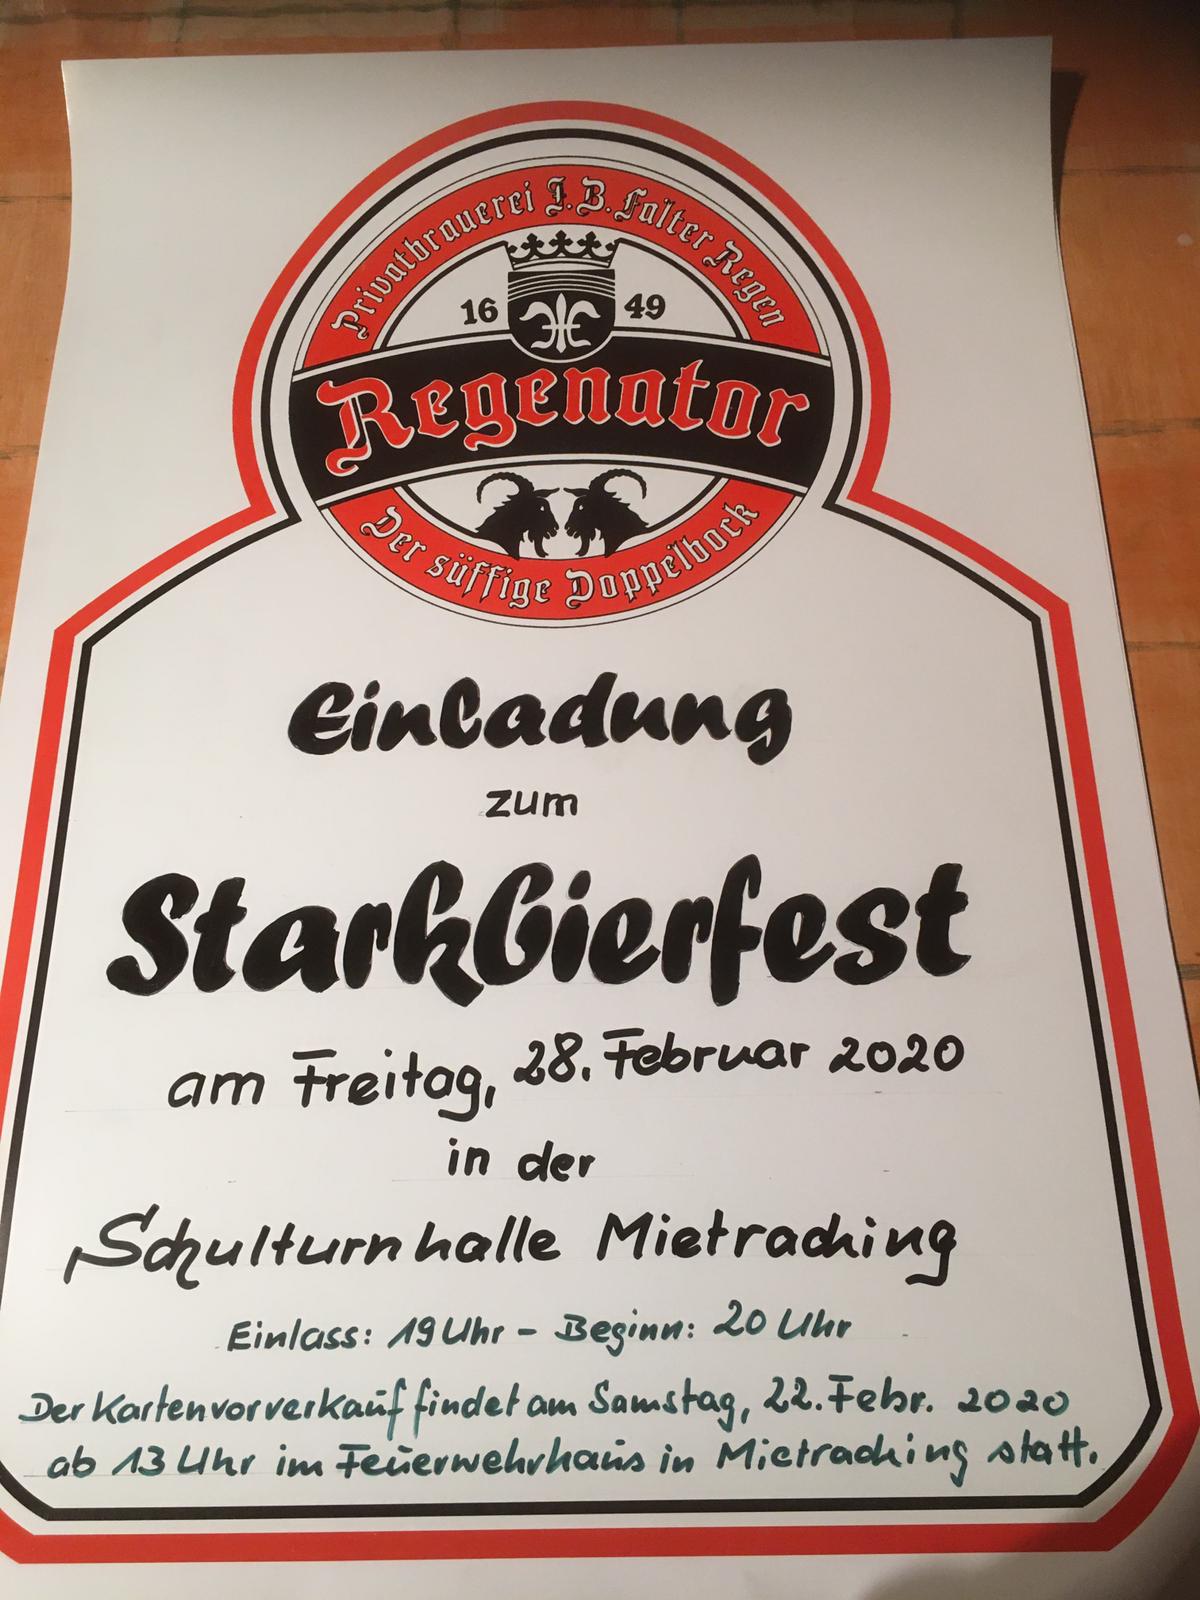 Privatbrauerei J. B. Falter Regen
16 49
Regenator
Der süffige Doppelbock
Einladung
zum
Starkbierfest
am Freitag, 28. Februar 2020
in der
Schulturnhalle Mietraching
Einlass: 19 Uhr - Beginn: 20 Uhr
Der Kartenvorverkauf findet am Samstag, 22. Febr. 2020
ab 13 Uhr im Feuerwehrhaus in Mietraching statt.